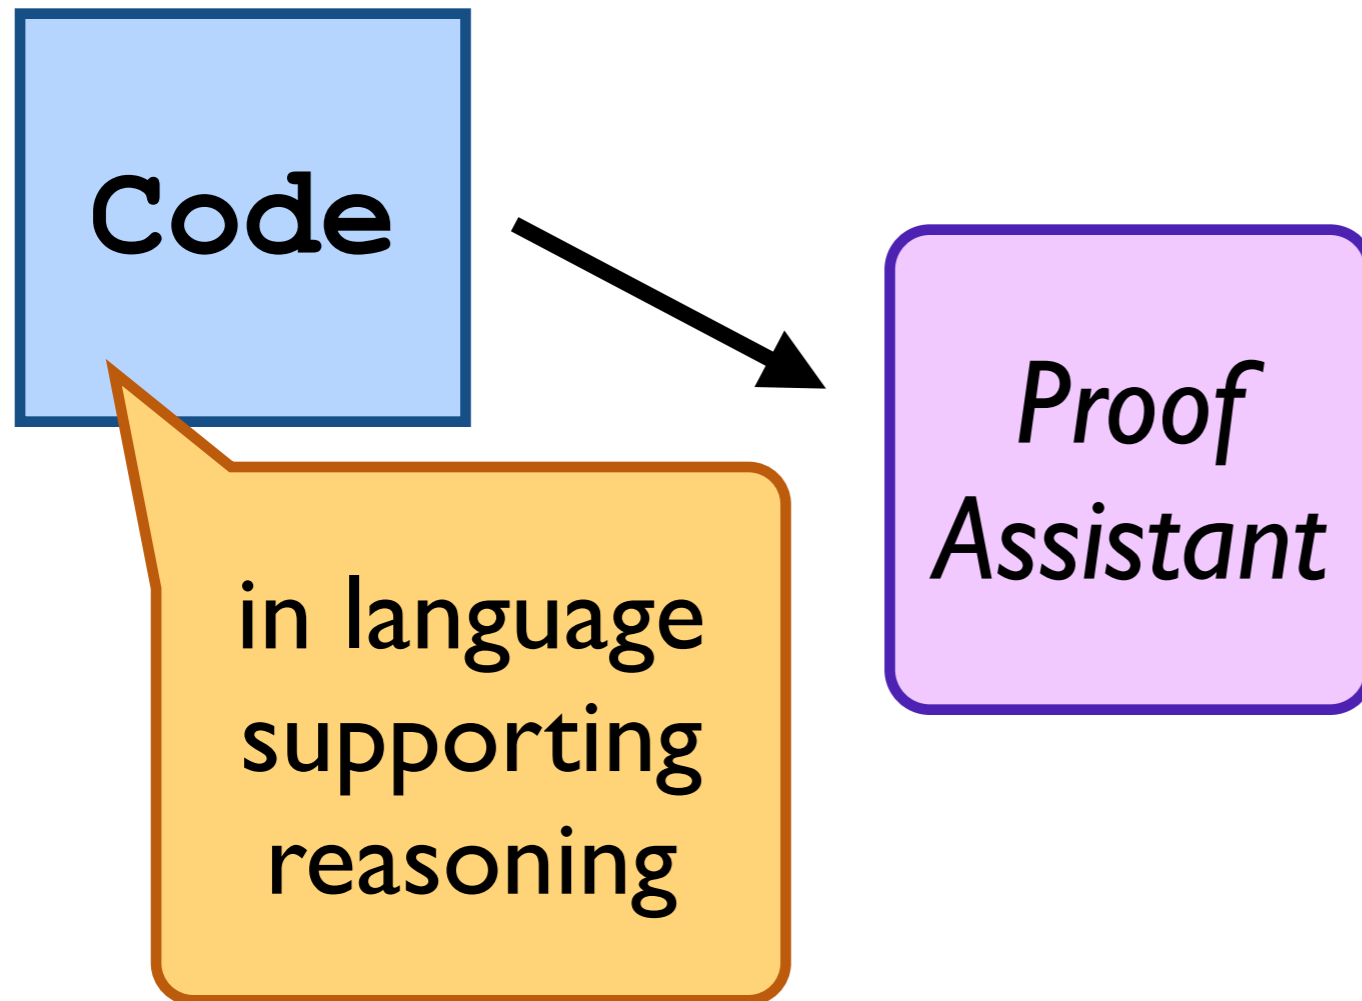 Code
Proof
Assistant
in language
supporting
reasoning